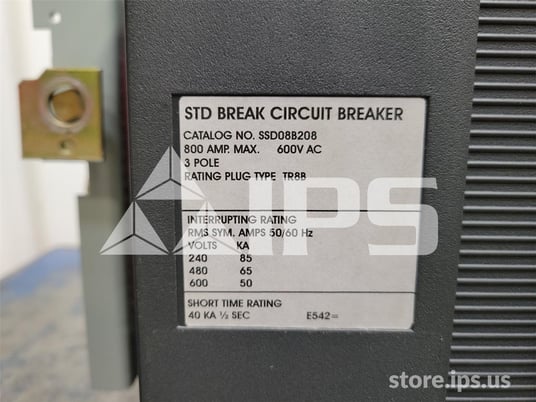 STD BREAK CIRCUIT BREAKER
CATALOG NO. SSD08B208
800 AMP. MAX. 600V AC
3 POLE
RATING PLUG TYPE TR8B
IPS
INTERRUPTING RATING
RMS SYM. AMPS 50/60 Hz
VOLTS KA
240 85
480 65
600 50
SHORT TIME RATING
40 KA ½ SEC E542=
store.ips.us